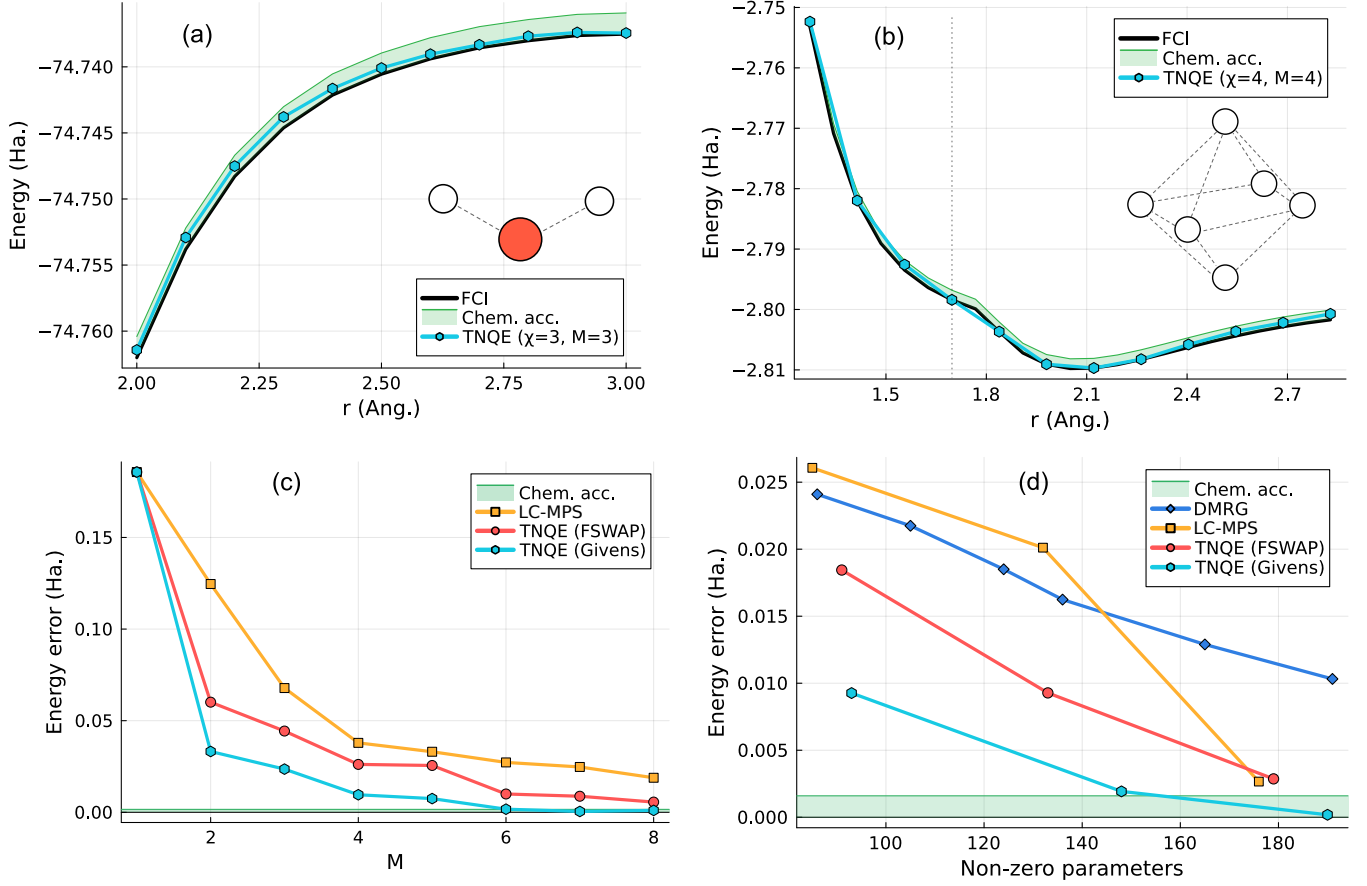 (a)
Energy (Ha.)
−74.740
−74.745
−74.750
−74.755
−74.760
2.00 2.25 2.50 2.75 3.00
r (Ang.)
FCI
Chem. acc.
TNQE (χ=3, M=3)
(b)
Energy (Ha.)
−2.75
−2.76
−2.77
−2.78
−2.79
−2.80
−2.81
1.5 1.8 2.1 2.4 2.7
r (Ang.)
FCI
Chem. acc.
TNQE (χ=4, M=4)
(c)
Energy error (Ha.)
0.15
0.10
0.05
0.00
2 4 6 8
M
Chem. acc.
LC-MPS
TNQE (FSWAP)
TNQE (Givens)
(d)
Energy error (Ha.)
0.025
0.020
0.015
0.010
0.005
0.000
100 120 140 160 180
Non-zero parameters
Chem. acc.
DMRG
LC-MPS
TNQE (FSWAP)
TNQE (Givens)